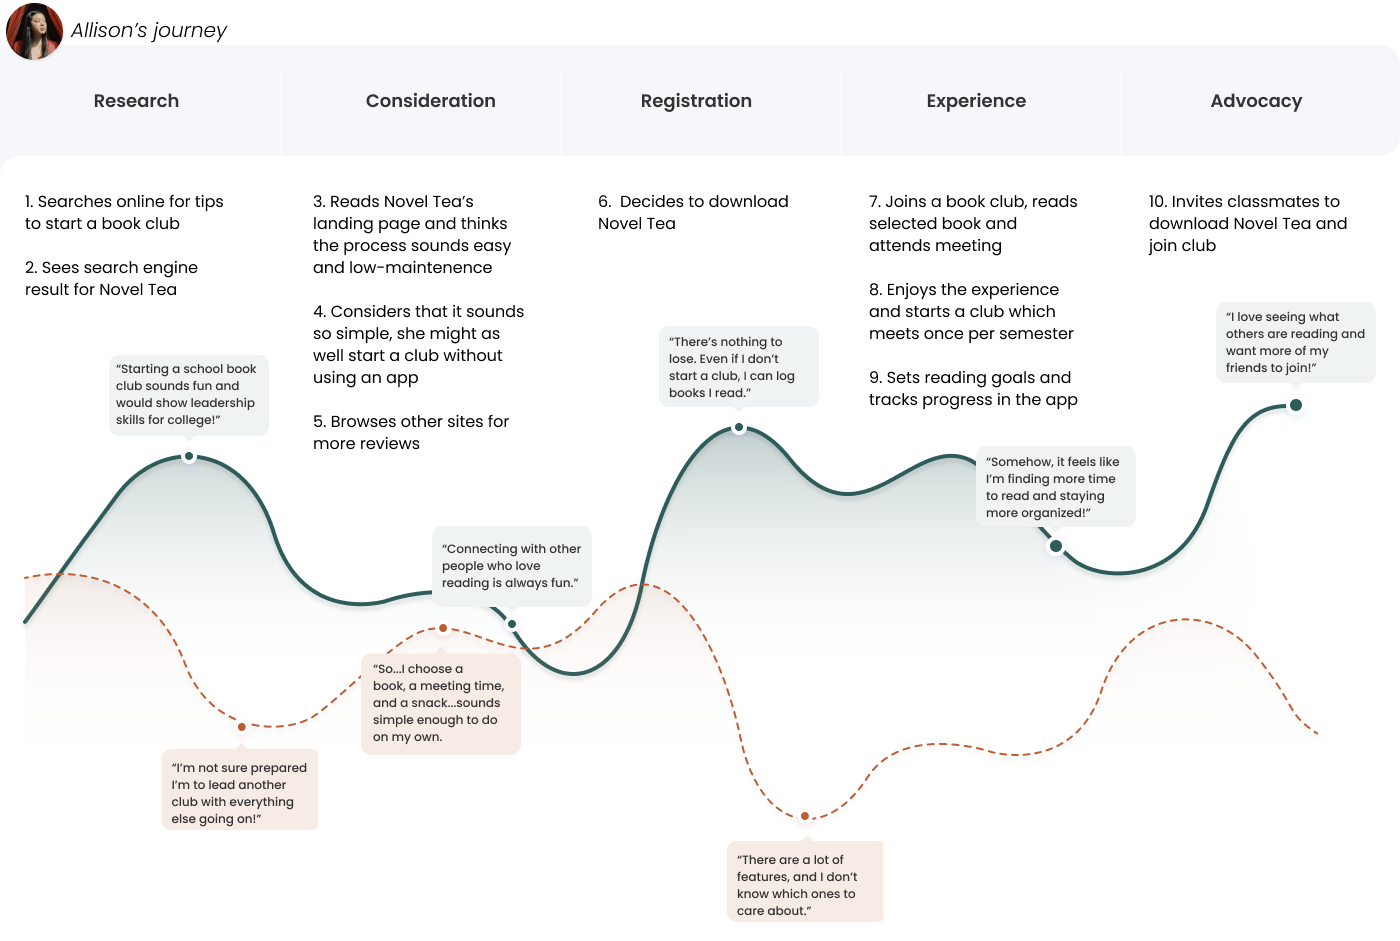 Allison’s journey
Research
Consideration
Registration
Experience
Advocacy
1. Searches online for tips
to start a book club
2. Sees search engine
result for Novel Tea
3. Reads Novel Tea’s
landing page and thinks
the process sounds easy
and low-maintenence
4. Considers that it sounds
so simple, she might as
well start a club without
using an app
5. Browses other sites for
more reviews
6.  Decides to download
Novel Tea
7. Joins a book club, reads
selected book and
attends meeting
8. Enjoys the experience
and starts a club which
meets once per semester
9. Sets reading goals and
tracks progress in the app
10. Invites classmates to
download Novel Tea and
join club
“Starting a school book
club sounds fun and
would show leadership
skills for college!”
“Connecting with other
people who love
reading is always fun.”
“There’s nothing to
lose. Even if I don’t
start a club, I can log
books I read.”
“Somehow, it feels like
I’m finding more time
to read and staying
more organized!”
“I love seeing what
others are reading and
want more of my
friends to join!”
“I’m not sure prepared
I’m to lead another
club with everything
else going on!”
“So...I choose a
book, a meeting time,
and a snack...sounds
simple enough to do
on my own.
“There are a lot of
features, and I don’t
know which ones to
care about.”